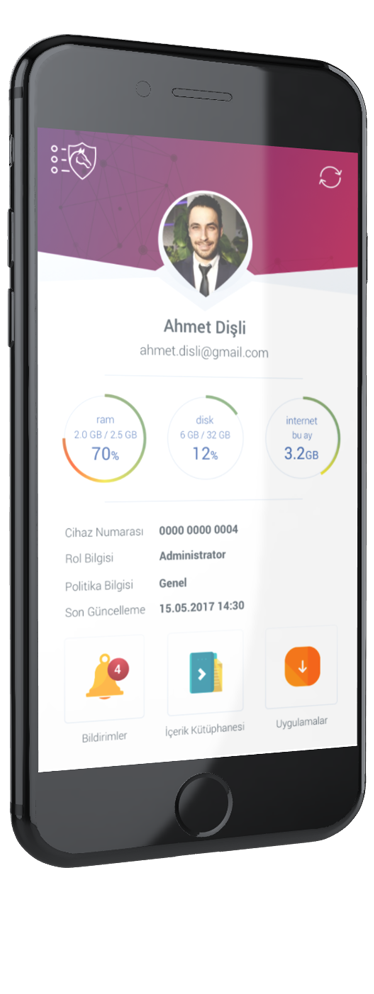 Ahmet Dişli
ahmet.disli@gmail.com
ram
2.0 GB / 2.5 GB
70%
disk
6 GB / 32 GB
12%
internet
bu ay
3.2GB
Cihaz Numarası 0000 0000 0004
Rol Bilgisi Administrator
Politika Bilgisi Genel
Son Güncelleme 15.05.2017 14:30
4
Bildirimler
İçerik Kütüphanesi
Uygulamalar